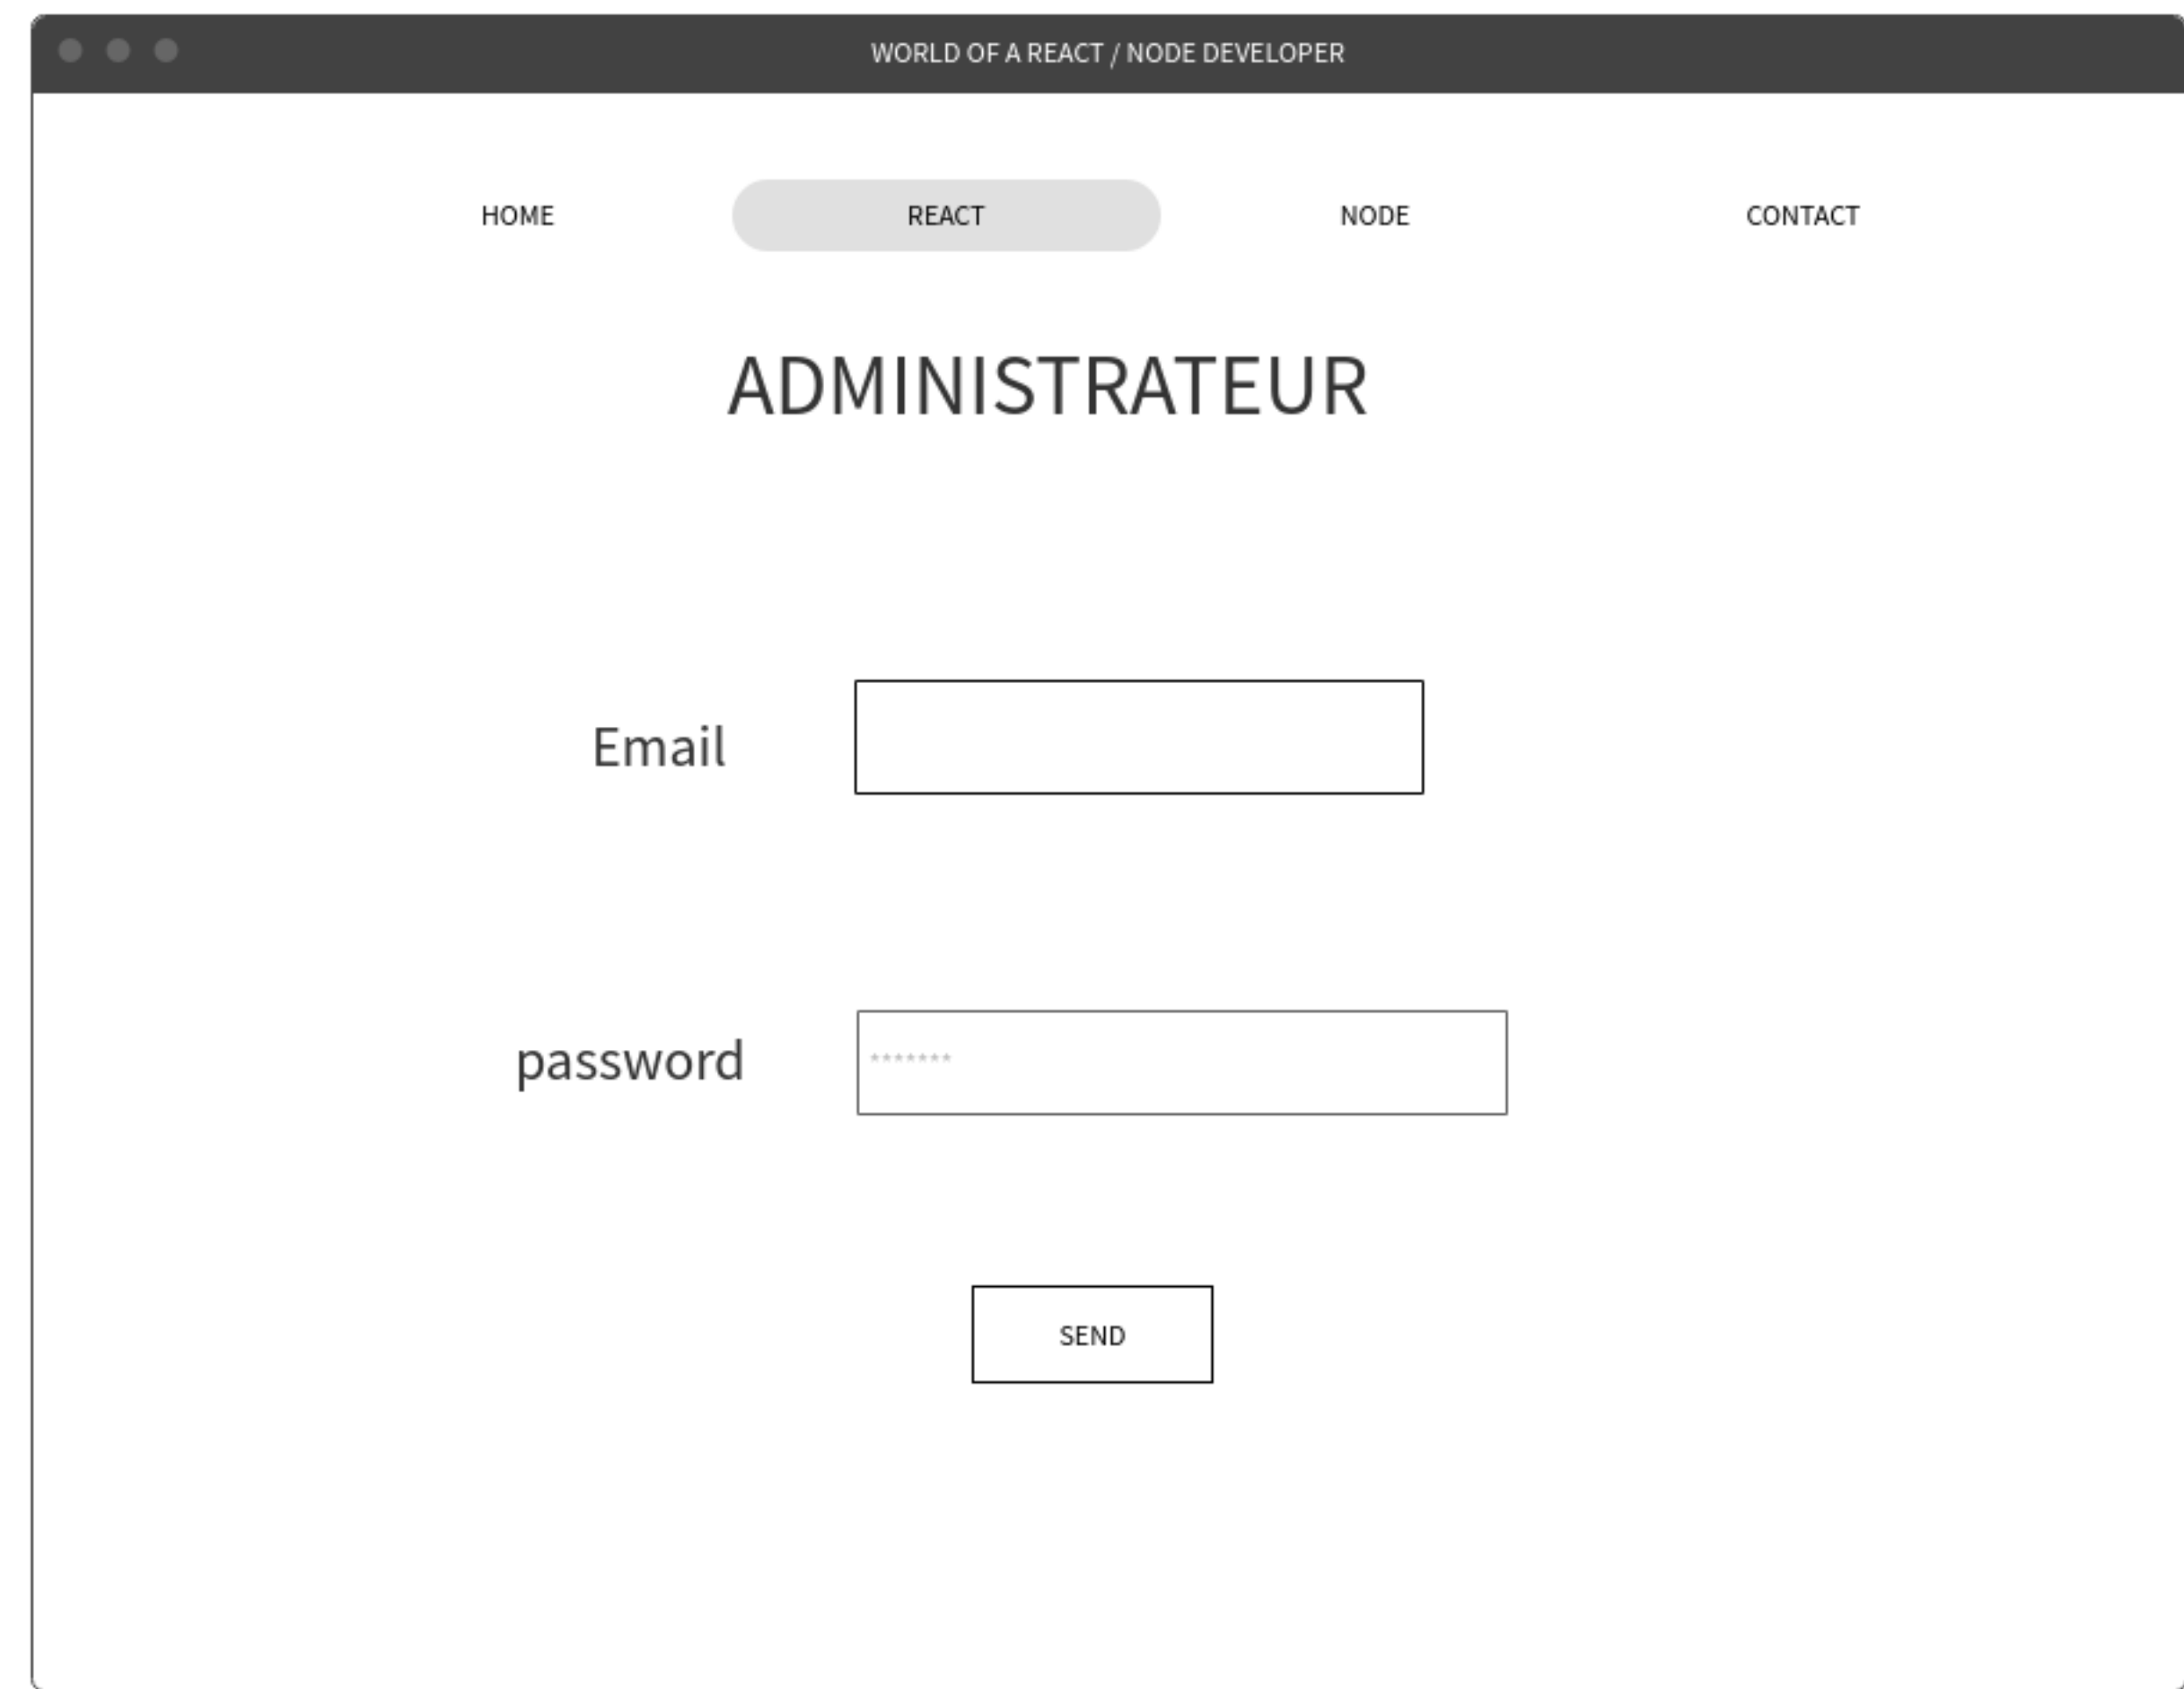 WORLD OF A REACT / NODE DEVELOPER
HOME REACT NODE CONTACT
ADMINISTRATEUR
Email
password *******
SEND